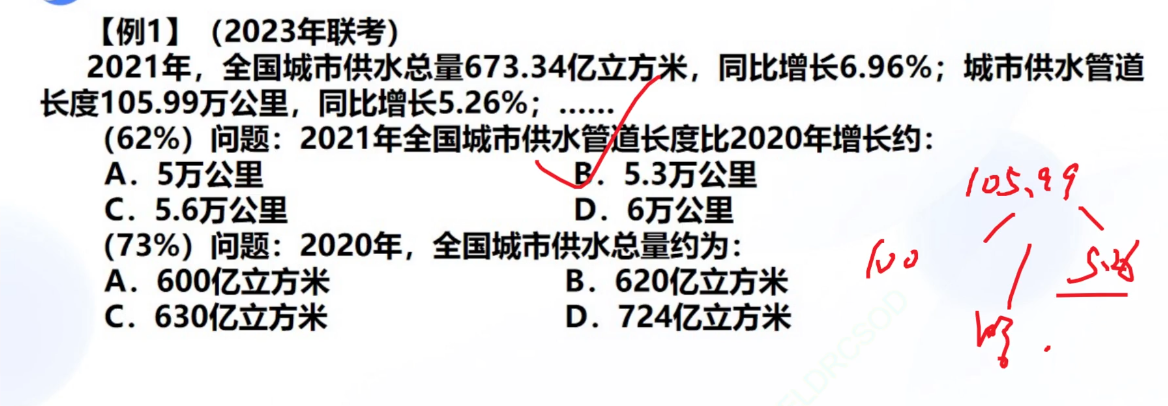 【例1】（2023年联考）
2021年，全国城市供水总量673.34亿立方米，同比增长6.96%；城市供水管道
长度105.99万公里，同比增长5.26%；……
（62%）问题：2021年全国城市供水管道长度比2020年增长约：
A．5万公里 B．5.3万公里
C．5.6万公里 D．6万公里
（73%）问题：2020年，全国城市供水总量约为：
A．600亿立方米 B．620亿立方米
C．630亿立方米 D．724亿立方米
105.99
100